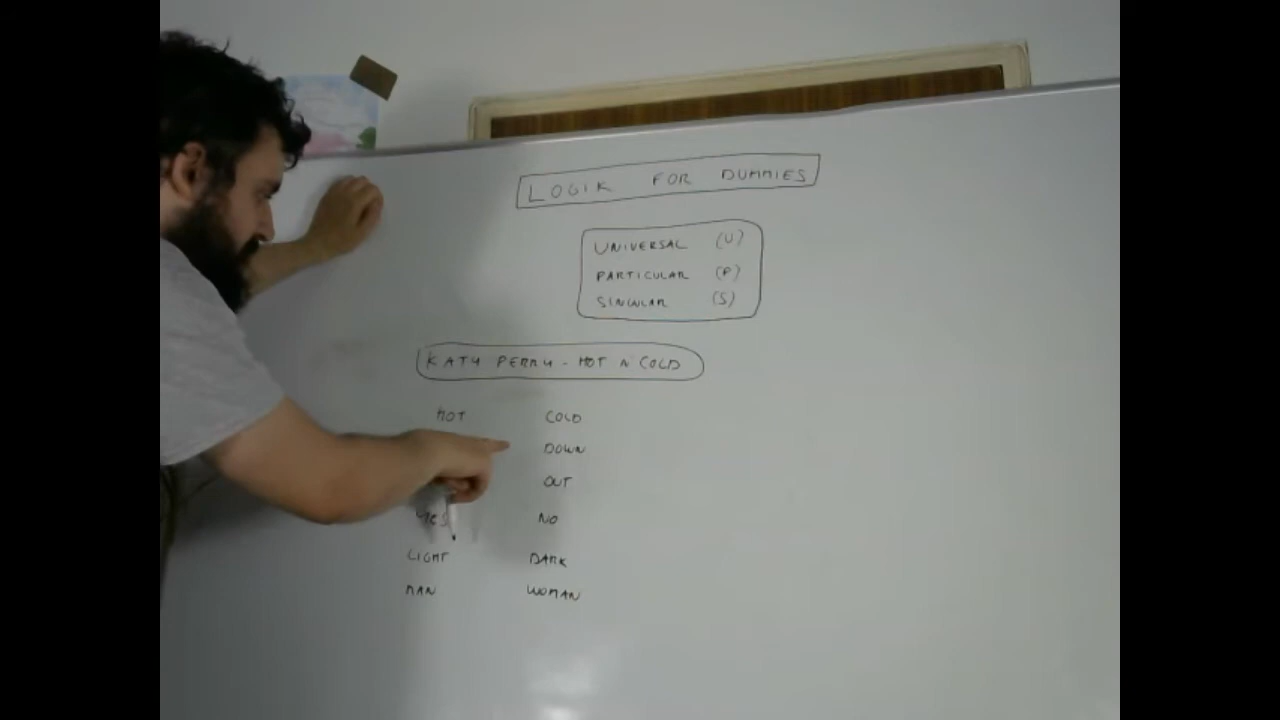 LOGIK FOR DUMMIES
UNIVERSAL (U)
PARTICULAR (P)
SINGULAR (S)
KATY PERRY - HOT N COLD
HOT COLD
DOWN
OUT
YES NO
LIGHT DARK
MAN WOMAN